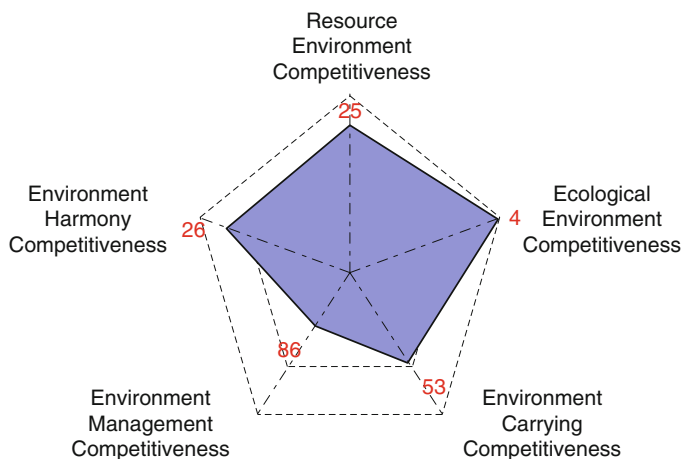 Resource
Environment
Competitiveness
25
Environment
Harmony
Competitiveness
26
4
Ecological
Environment
Competitiveness
86
53
Environment
Management
Competitiveness
Environment
Carrying
Competitiveness